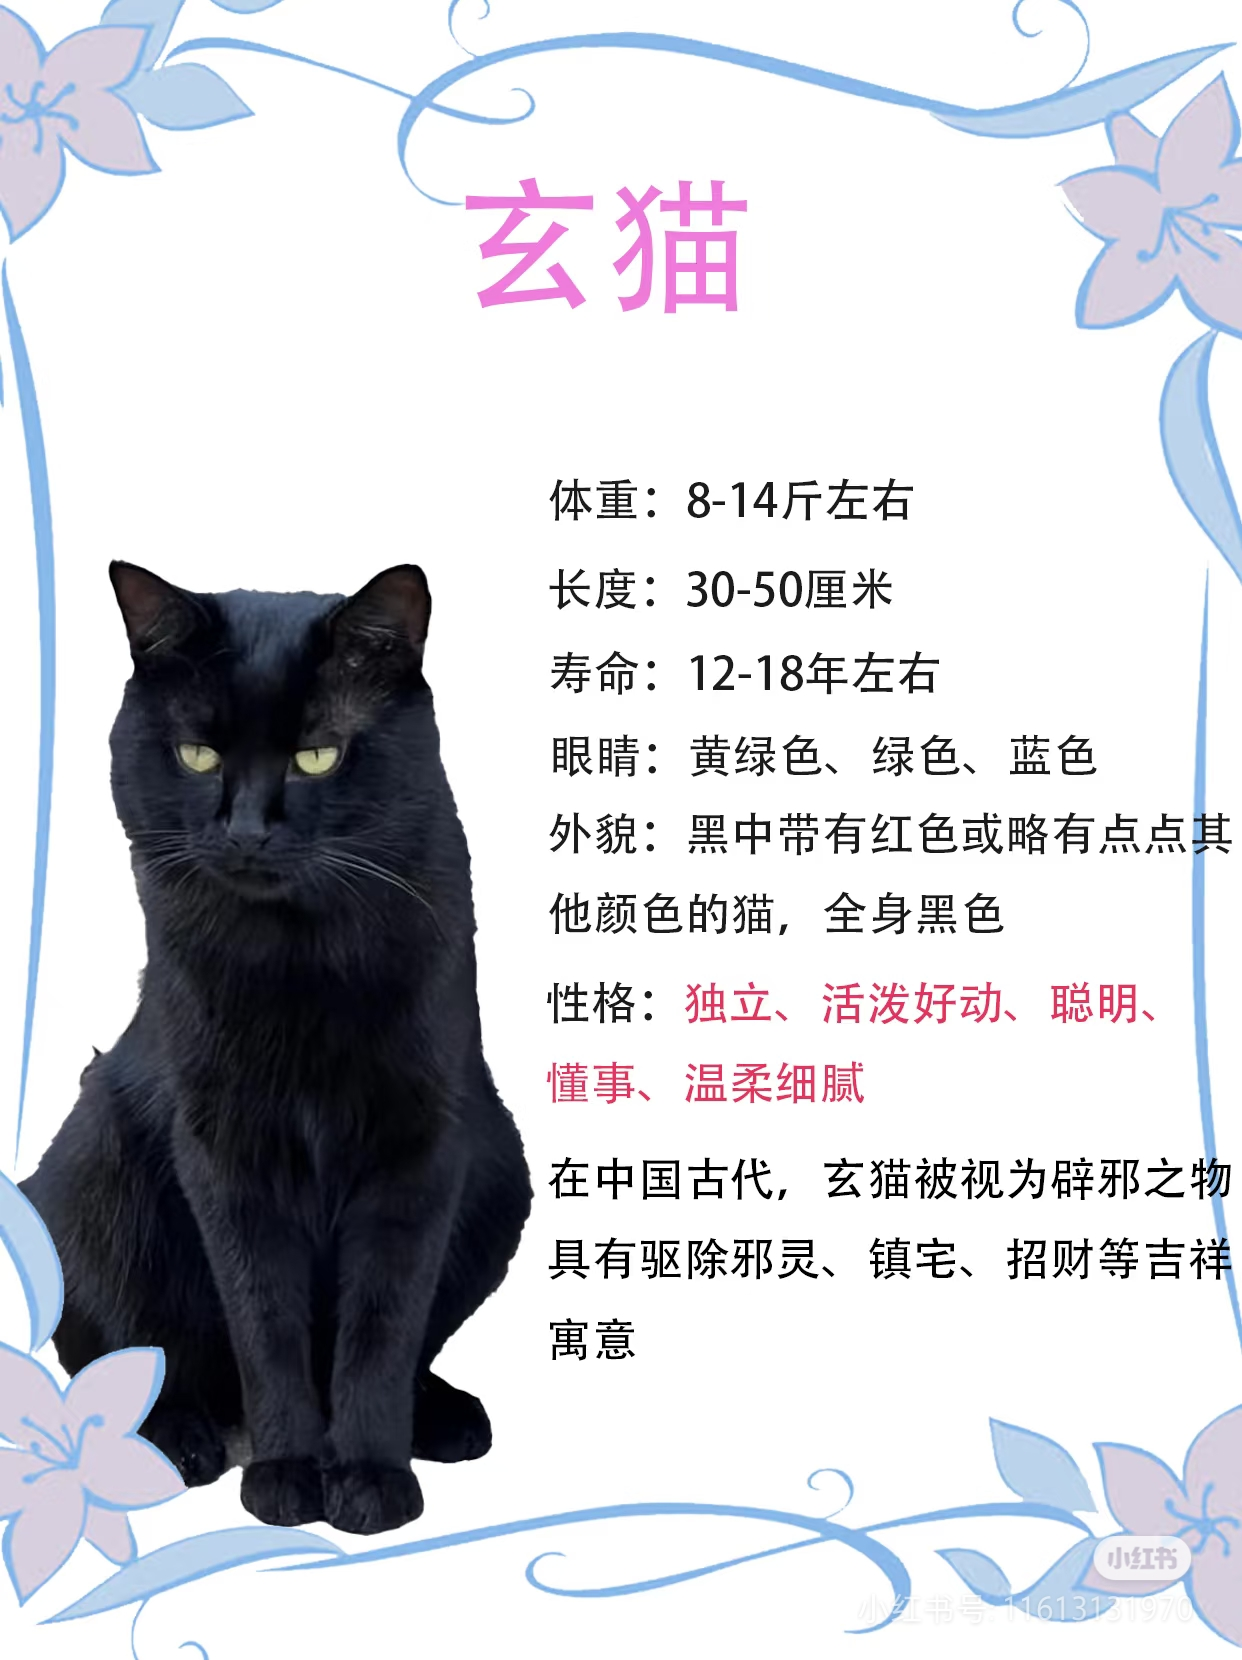 玄猫
体重：8-14斤左右
长度：30-50厘米
寿命：12-18年左右
眼睛：黄绿色、绿色、蓝色
外貌：黑中带有红色或略有点点其
他颜色的猫，全身黑色
性格：独立、活泼好动、聪明、
懂事、温柔细腻
在中国古代，玄猫被视为辟邪之物
具有驱除邪灵、镇宅、招财等吉祥
寓意
小红书
小红书号: 11613131970